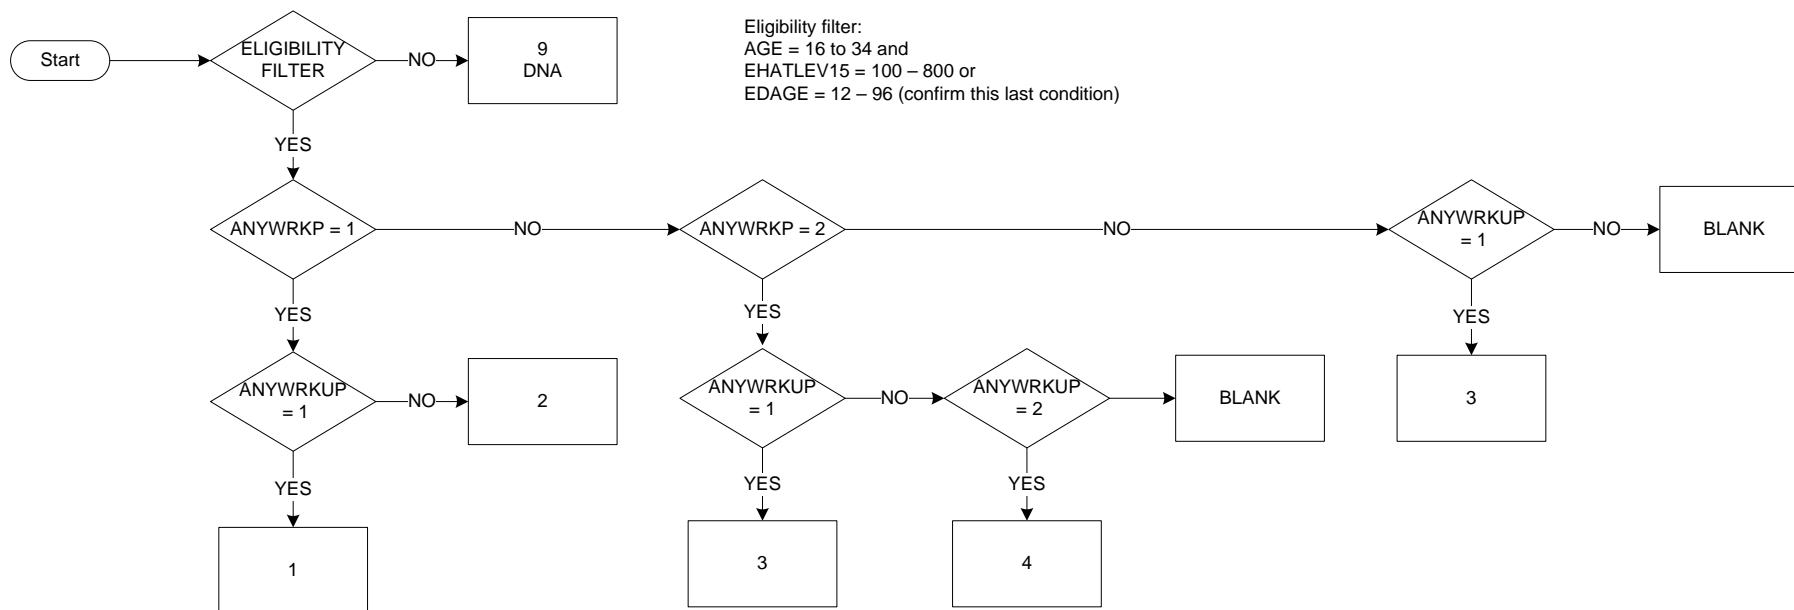 Start
ELIGIBILITY
FILTER
NO
9
DNA
Eligibility filter:
AGE = 16 to 34 and
EHATLEV15 = 100 – 800 or
EDAGE = 12 – 96 (confirm this last condition)
YES
ANYWRKP = 1
NO
ANYWRKP = 2
NO
ANYWRKUP
= 1
NO
BLANK
YES
YES
YES
ANYWRKUP
= 1
NO
2
ANYWRKUP
= 1
NO
ANYWRKUP
= 2
BLANK
3
YES
YES
YES
1
3
4